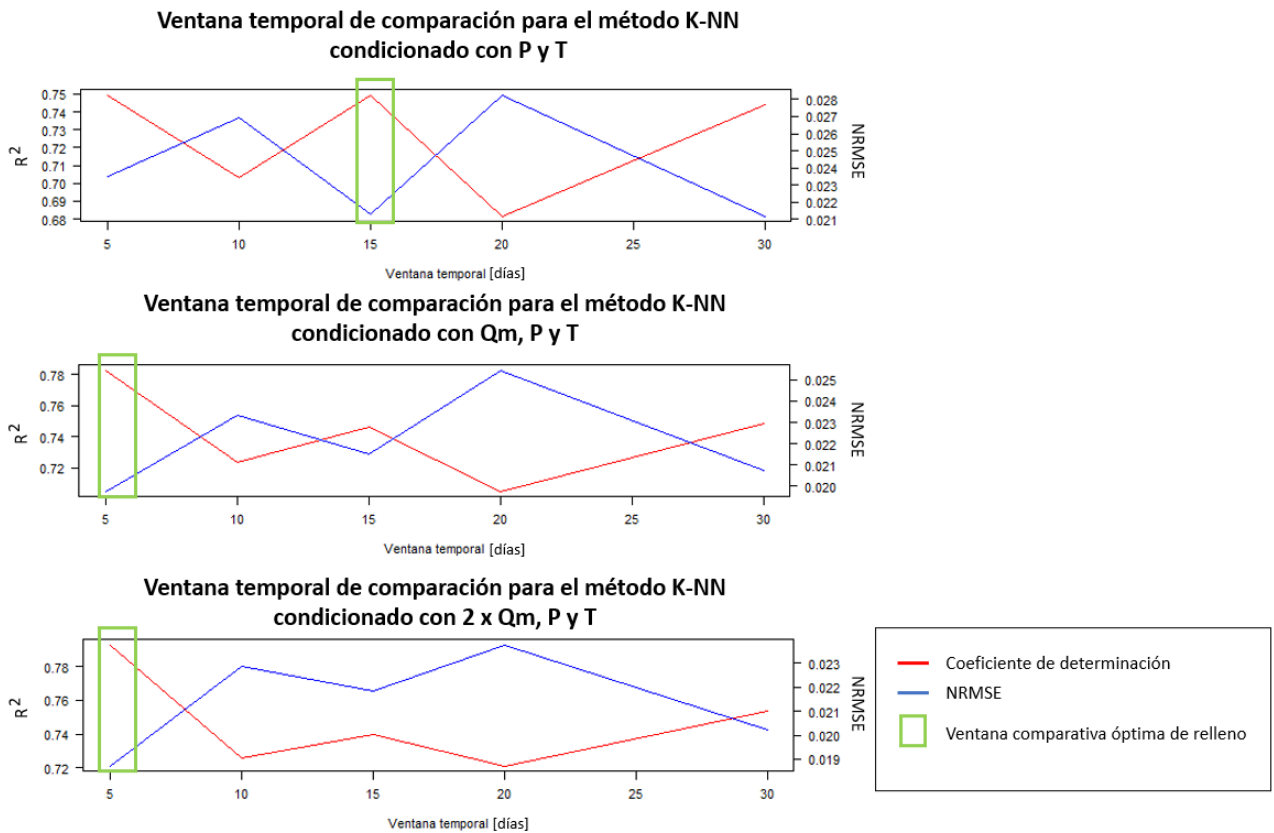 Ventana temporal de comparación para el método K-NN
condicionado con P y T
R2
0.75
0.74
0.73
0.72
0.71
0.70
0.69
0.68
0.028
0.027
0.026
0.024
0.023
0.022
0.021
NRMSE
5 10 15 20 25 30
Ventana temporal [días]
Ventana temporal de comparación para el método K-NN
condicionado con Qm, P y T
R2
0.78
0.76
0.74
0.72
0.025
0.024
0.023
0.022
0.021
0.020
NRMSE
5 10 15 20 25 30
Ventana temporal [días]
Ventana temporal de comparación para el método K-NN
condicionado con 2 x Qm, P y T
R2
0.78
0.76
0.74
0.72
0.023
0.022
0.021
0.020
0.019
NRMSE
5 10 15 20 25 30
Ventana temporal [días]
Coeficiente de determinación
NRMSE
Ventana comparativa óptima de relleno